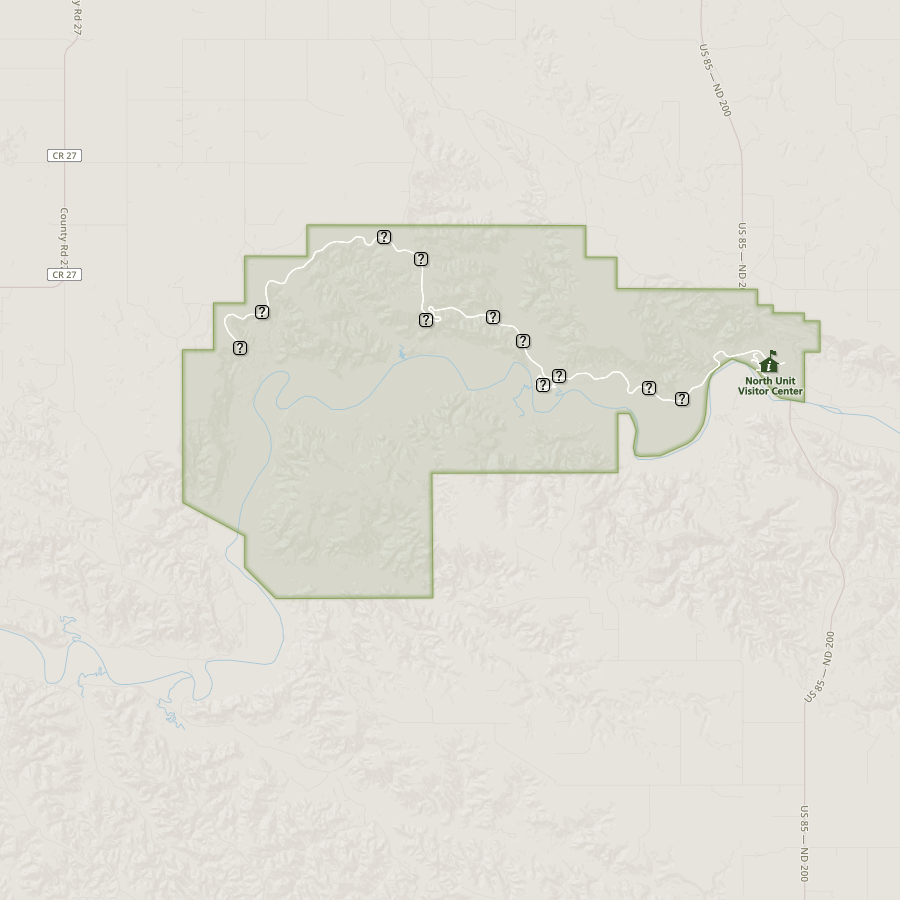 y Rd 27
US 85 — ND 200
CR 27
County Rd 27
US 85 — ND 2
CR 27
?
?
?
?
?
?
?
?
?
?
?
?
i
North Unit
Visitor Center
US 85 — ND 200
US 85 — ND 200